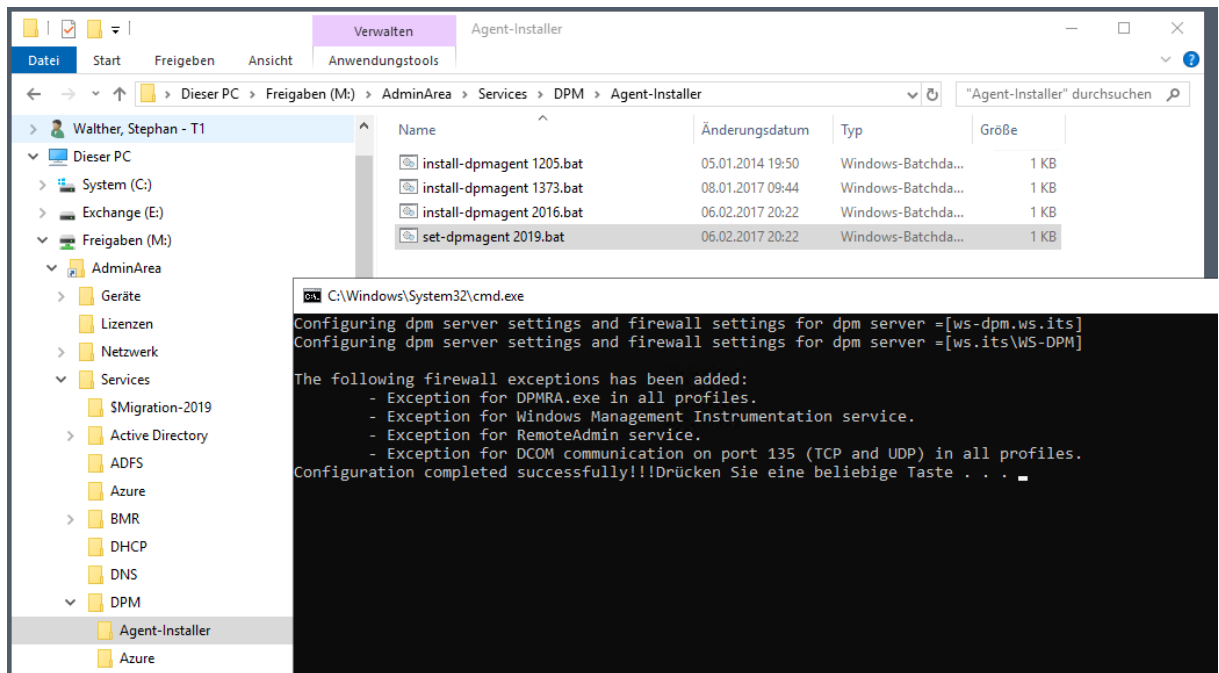 Verwalten Agent-Installer
Datei Start Freigeben Ansicht Anwendungstools
Dieser PC > Freigaben (M:) > AdminArea > Services > DPM > Agent-Installer "Agent-Installer" durchsuchen
Walther, Stephan - T1
Dieser PC
System (C:)
Exchange (E:)
Freigaben (M:)
AdminArea
Geräte
Lizenzen
Netzwerk
Services
$Migration-2019
Active Directory
ADFS
Azure
BMR
DHCP
DNS
DPM
Agent-Installer
Azure
Name Änderungsdatum Typ Größe
install-dpmagent 1205.bat 05.01.2014 19:50 Windows-Batchda... 1 KB
install-dpmagent 1373.bat 08.01.2017 09:44 Windows-Batchda... 1 KB
install-dpmagent 2016.bat 06.02.2017 20:22 Windows-Batchda... 1 KB
set-dpmagent 2019.bat 06.02.2017 20:22 Windows-Batchda... 1 KB
C:\Windows\System32\cmd.exe
Configuring dpm server settings and firewall settings for dpm server =[ws-dpm.ws.its]
Configuring dpm server settings and firewall settings for dpm server =[ws.its\WS-DPM]
The following firewall exceptions has been added:
- Exception for DPMRA.exe in all profiles.
- Exception for Windows Management Instrumentation service.
- Exception for RemoteAdmin service.
- Exception for DCOM communication on port 135 (TCP and UDP) in all profiles.
Configuration completed successfully!!!Drücken Sie eine beliebige Taste . . .